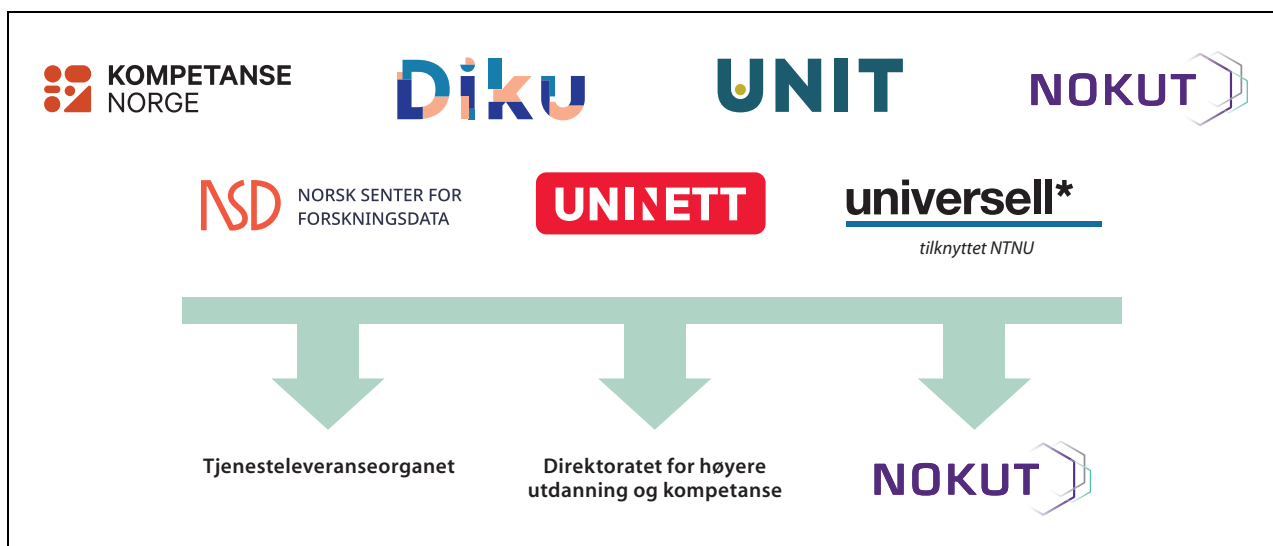 KOMPETANSE
NORGE
Diku
UNIT
NOKUT
NSD
NORSK SENTER FOR
FORSKNINGSDATA
UNINETT
universell*
tilknyttet NTNU
Tjenesteleveranseorganet
Direktoratet for høyere
utdanning og kompetanse
NOKUT